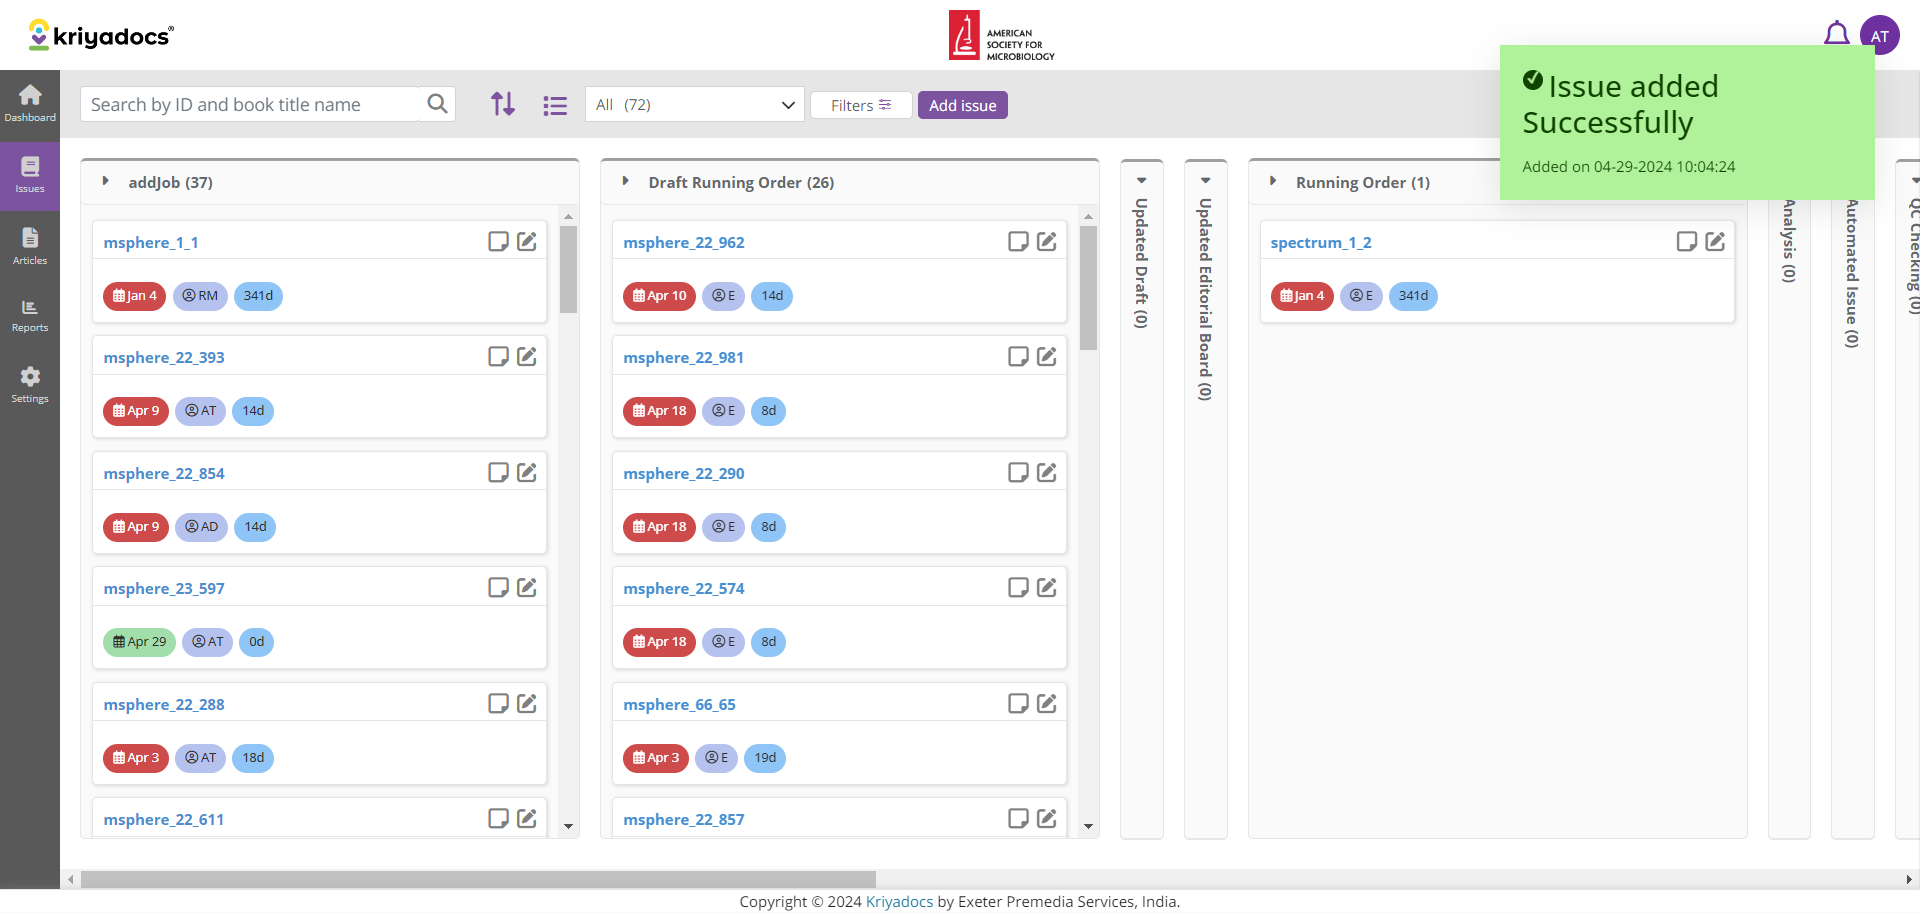 kriyadocs®
AMERICAN
SOCIETY FOR
MICROBIOLOGY
AT
Issue added
Successfully
Added on 04-29-2024 10:04:24
Search by ID and book title name
All (72)
Filters
Add issue
Dashboard
Issues
Articles
Reports
Settings
addJob (37)
msphere_1_1
Jan 4 RM 341d
msphere_22_393
Apr 9 AT 14d
msphere_22_854
Apr 9 AD 14d
msphere_23_597
Apr 29 AT 0d
msphere_22_288
Apr 3 AT 18d
msphere_22_611
Draft Running Order (26)
msphere_22_962
Apr 10 E 14d
msphere_22_981
Apr 18 E 8d
msphere_22_290
Apr 18 E 8d
msphere_22_574
Apr 18 E 8d
msphere_66_65
Apr 3 E 19d
msphere_22_857
Updated Draft (0)
Updated Editorial Board (0)
Running Order (1)
spectrum_1_2
Jan 4 E 341d
Analysis (0)
Automated Issue (0)
QC Checking (0)
Copyright © 2024 Kriyadocs by Exeter Premedia Services, India.